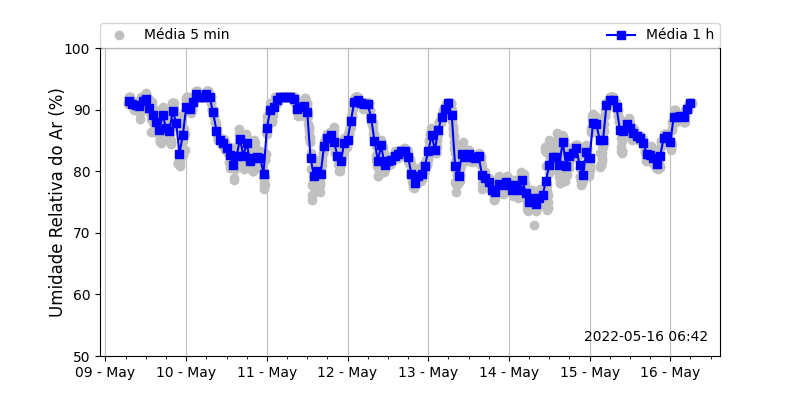 Média 5 min
Média 1 h
Umidade Relativa do Ar (%)
100
90
80
70
60
50
2022-05-16 06:42
09 - May
10 - May
11 - May
12 - May
13 - May
14 - May
15 - May
16 - May